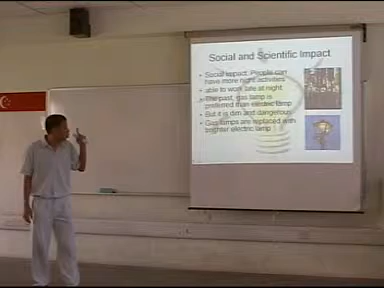 Social and Scientific Impact
• Social impact: People can
have more night activities
• able to work late at night
• The past, gas lamp is
preferred than electric lamp
• But it is dim and dangerous
• Gas lamps are replaced with
brighter electric lamp